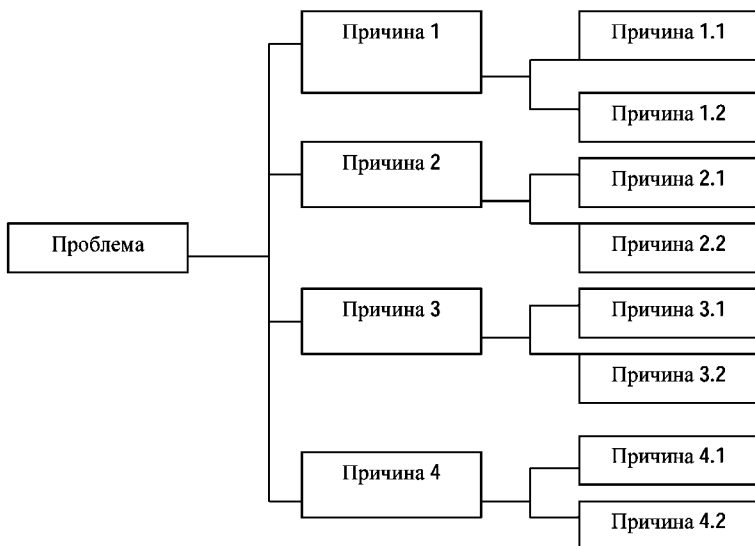 Проблема
Причина 1
Причина 1.1
Причина 1.2
Причина 2
Причина 2.1
Причина 2.2
Причина 3
Причина 3.1
Причина 3.2
Причина 4
Причина 4.1
Причина 4.2